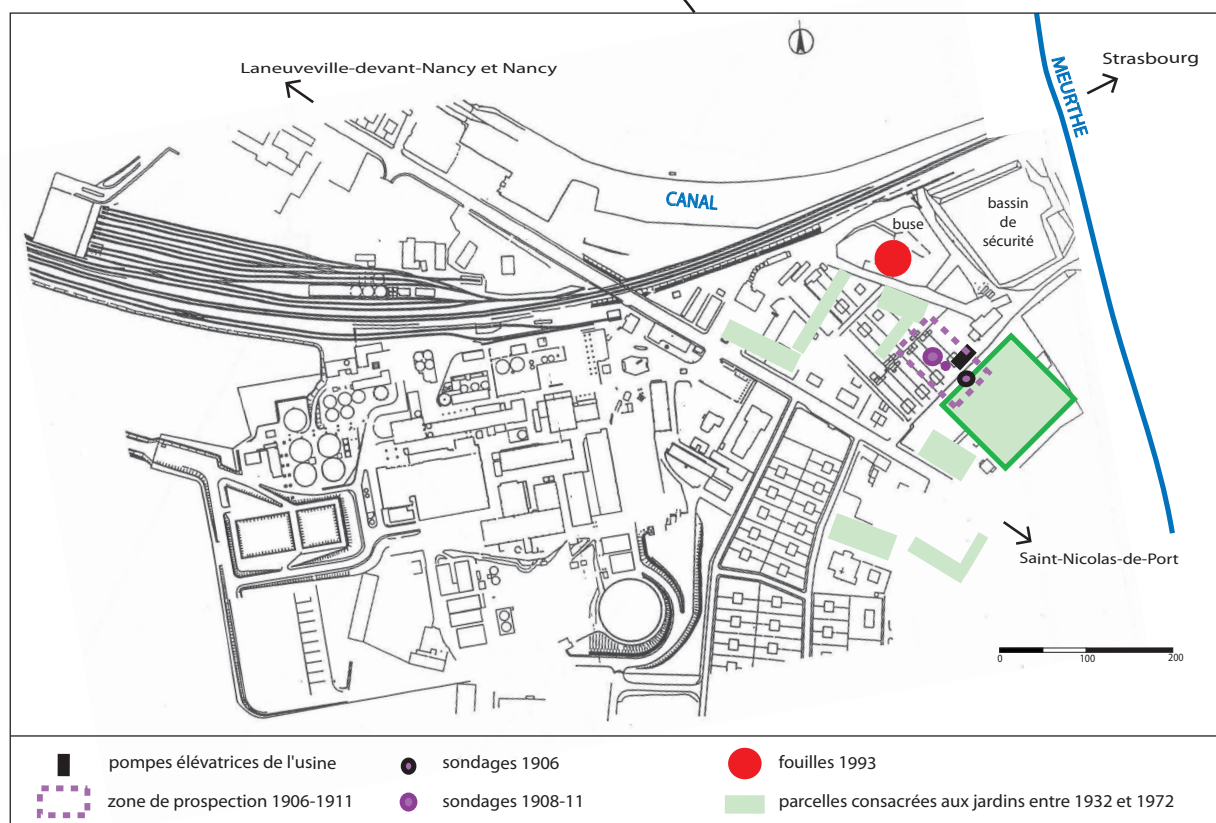 Laneuveville-devant-Nancy et Nancy
Strasbourg
MEURTHE
CANAL
buse
bassin
de
sécurité
Saint-Nicolas-de-Port
0 100 200
pompes élévatrices de l'usine
sondages 1906
fouilles 1993
zone de prospection 1906-1911
sondages 1908-11
parcelles consacrées aux jardins entre 1932 et 1972